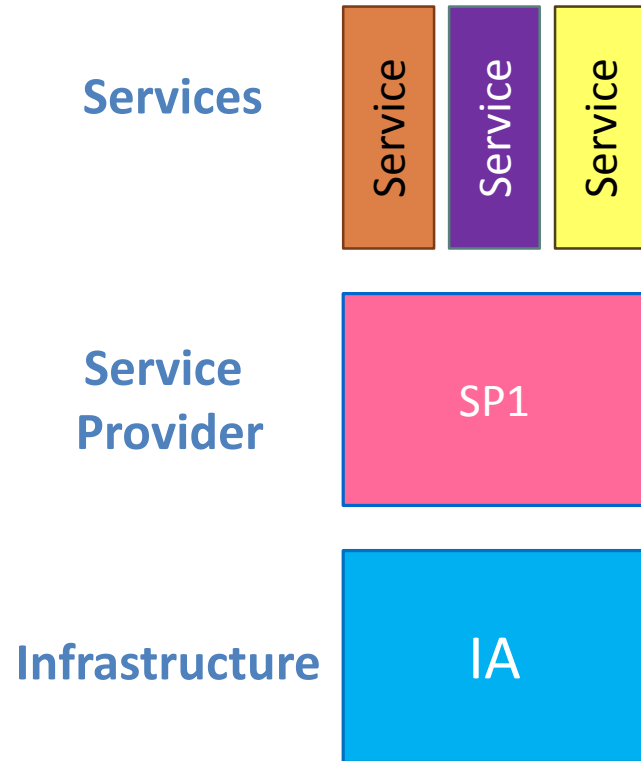 Services
Service
Service
Service
Service
Provider
SP1
Infrastructure
IA